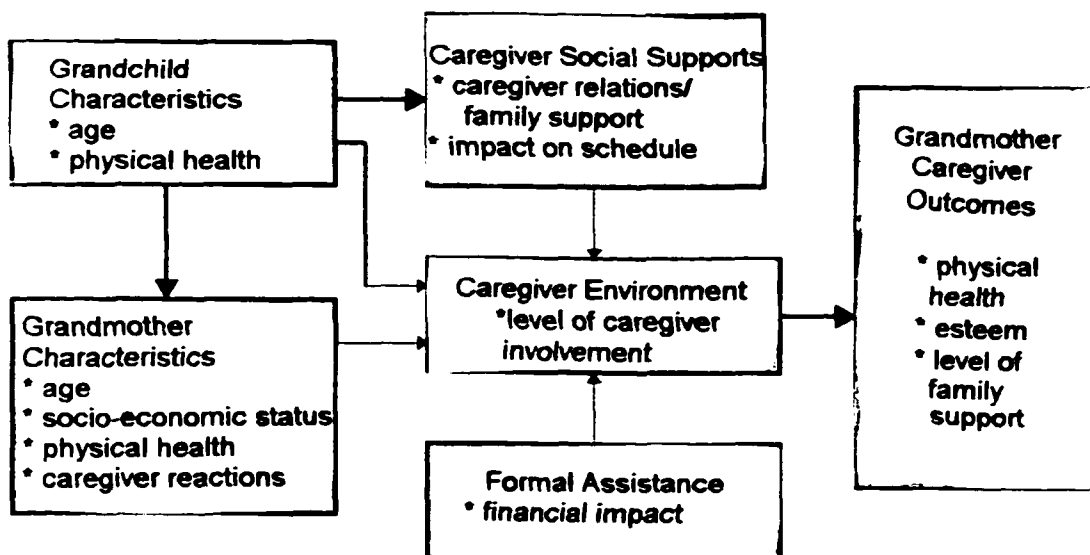 Grandchild
Characteristics
* age
* physical health
Caregiver Social Supports
* caregiver relations/
family support
* impact on schedule
Grandmother
Characteristics
* age
* socio-economic status
* physical health
* caregiver reactions
Caregiver Environment
*level of caregiver
involvement
Formal Assistance
* financial impact
Grandmother
Caregiver
Outcomes
* physical
health
* esteem
* level of
family
support